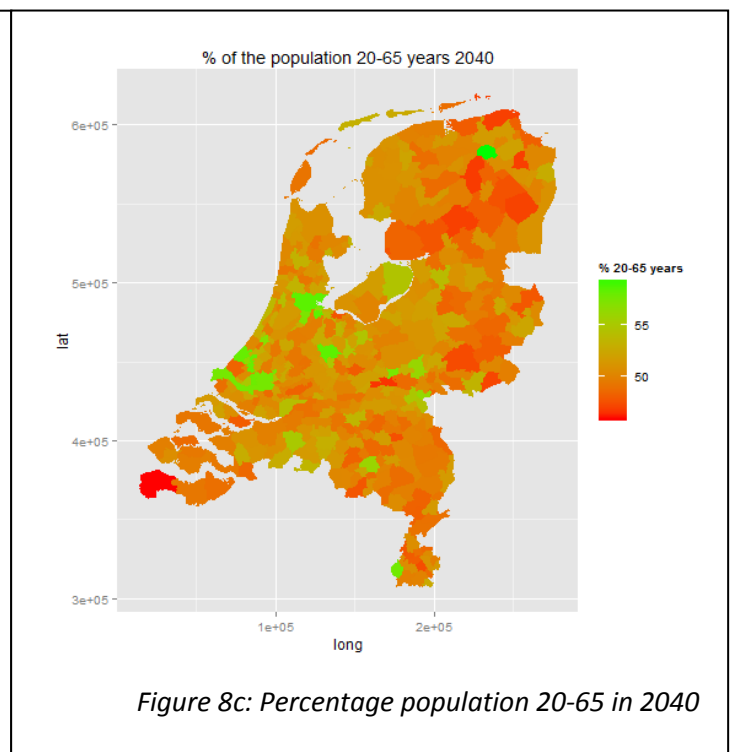 % of the population 20-65 years 2040
6e+05
5e+05
4e+05
3e+05
lat
1e+05
2e+05
long
% 20-65 years
55
50
Figure 8c: Percentage population 20-65 in 2040